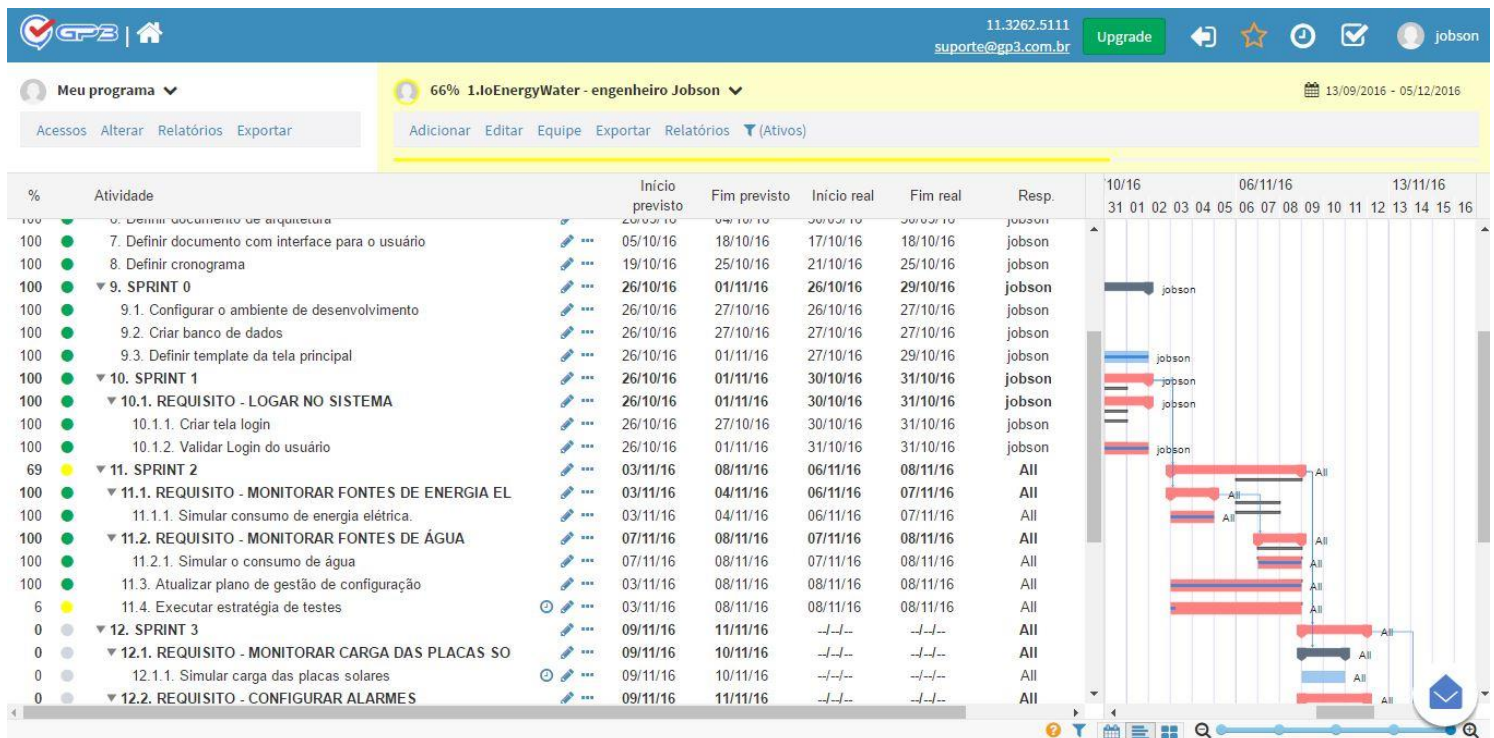 GP3
11.3262.5111
suporte@gp3.com.br
Upgrade
jobson
Meu programa
Acessos Alterar Relatórios Exportar
66% 1.IoEnergyWater - engenheiro Jobson
13/09/2016 - 05/12/2016
Adicionar Editar Equipe Exportar Relatórios (Ativos)
% Atividade Início previsto Fim previsto Início real Fim real Resp.
10/16 06/11/16 13/11/16
31 01 02 03 04 05 06 07 08 09 10 11 12 13 14 15 16
100 7. Definir documento com interface para o usuário 05/10/16 18/10/16 17/10/16 18/10/16 jobson
100 8. Definir cronograma 19/10/16 25/10/16 21/10/16 25/10/16 jobson
100 9. SPRINT 0 26/10/16 01/11/16 26/10/16 29/10/16 jobson jobson
100 9.1. Configurar o ambiente de desenvolvimento 26/10/16 27/10/16 26/10/16 27/10/16 jobson
100 9.2. Criar banco de dados 26/10/16 27/10/16 27/10/16 27/10/16 jobson
100 9.3. Definir template da tela principal 26/10/16 01/11/16 27/10/16 29/10/16 jobson jobson
100 10. SPRINT 1 26/10/16 01/11/16 30/10/16 31/10/16 jobson jobson
100 10.1. REQUISITO - LOGAR NO SISTEMA 26/10/16 01/11/16 30/10/16 31/10/16 jobson jobson
100 10.1.1. Criar tela login 26/10/16 27/10/16 30/10/16 31/10/16 jobson
100 10.1.2. Validar Login do usuário 26/10/16 01/11/16 31/10/16 31/10/16 jobson jobson
69 11. SPRINT 2 03/11/16 08/11/16 06/11/16 08/11/16 All All
100 11.1. REQUISITO - MONITORAR FONTES DE ENERGIA EL 03/11/16 04/11/16 06/11/16 07/11/16 All All
100 11.1.1. Simular consumo de energia elétrica. 03/11/16 04/11/16 06/11/16 07/11/16 All All
100 11.2. REQUISITO - MONITORAR FONTES DE ÁGUA 07/11/16 08/11/16 07/11/16 08/11/16 All All
100 11.2.1. Simular o consumo de água 07/11/16 08/11/16 07/11/16 08/11/16 All All
100 11.3. Atualizar plano de gestão de configuração 03/11/16 08/11/16 08/11/16 08/11/16 All All
6 11.4. Executar estratégia de testes 03/11/16 08/11/16 08/11/16 08/11/16 All All
0 12. SPRINT 3 09/11/16 11/11/16 --/--/-- --/--/-- All All
0 12.1. REQUISITO - MONITORAR CARGA DAS PLACAS SO 09/11/16 10/11/16 --/--/-- --/--/-- All All
0 12.1.1. Simular carga das placas solares 09/11/16 10/11/16 --/--/-- --/--/-- All All
0 12.2. REQUISITO - CONFIGURAR ALARMES 09/11/16 11/11/16 --/--/-- --/--/-- All All